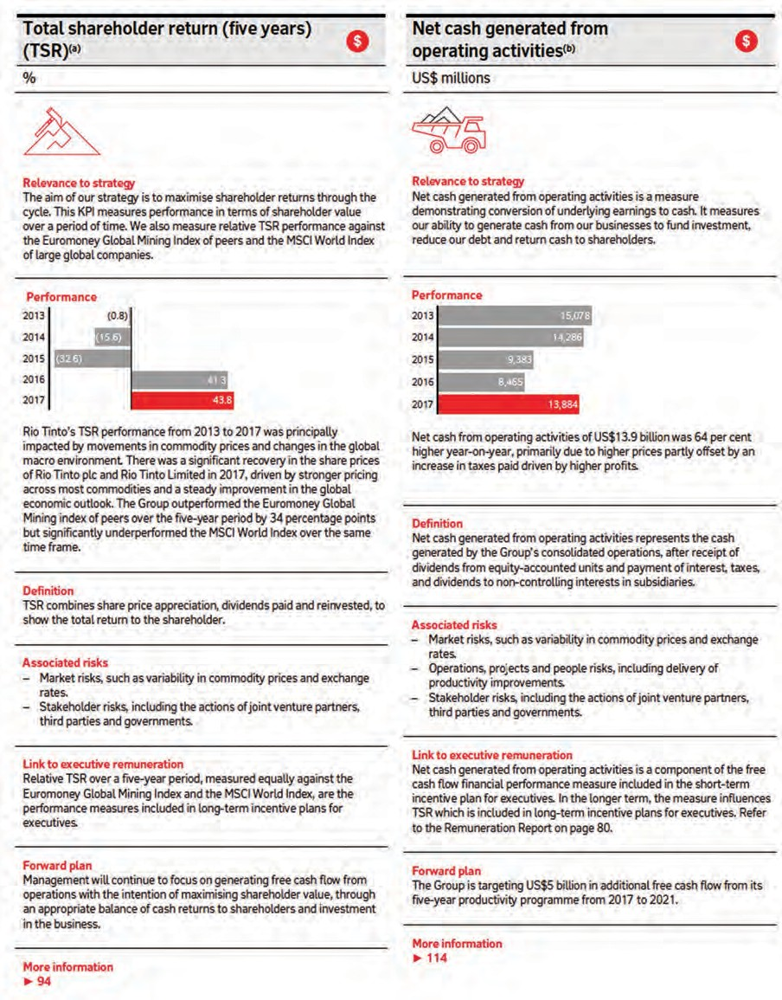 Total shareholder return (five years)
(TSR)(a)
$
%
Relevance to strategy
The aim of our strategy is to maximise shareholder returns through the
cycle. This KPI measures performance in terms of shareholder value
over a period of time. We also measure relative TSR performance against
the Euromoney Global Mining Index of peers and the MSCI World Index
of large global companies.
Performance
2013 (0.8)
2014 (15.6)
2015 (32.6)
2016 41.3
2017 43.8
Rio Tinto's TSR performance from 2013 to 2017 was principally
impacted by movements in commodity prices and changes in the global
macro environment. There was a significant recovery in the share prices
of Rio Tinto plc and Rio Tinto Limited in 2017, driven by stronger pricing
across most commodities and a steady improvement in the global
economic outlook. The Group outperformed the Euromoney Global
Mining index of peers over the five-year period by 34 percentage points
but significantly underperformed the MSCI World Index over the same
time frame.
Definition
TSR combines share price appreciation, dividends paid and reinvested, to
show the total return to the shareholder.
Associated risks
– Market risks, such as variability in commodity prices and exchange
rates.
– Stakeholder risks, including the actions of joint venture partners,
third parties and governments.
Link to executive remuneration
Relative TSR over a five-year period, measured equally against the
Euromoney Global Mining Index and the MSCI World Index, are the
performance measures included in long-term incentive plans for
executives.
Forward plan
Management will continue to focus on generating free cash flow from
operations with the intention of maximising shareholder value, through
an appropriate balance of cash returns to shareholders and investment
in the business.
More information
► 94
Net cash generated from
operating activities(b)
$
US$ millions
Relevance to strategy
Net cash generated from operating activities is a measure
demonstrating conversion of underlying earnings to cash. It measures
our ability to generate cash from our businesses to fund investment,
reduce our debt and return cash to shareholders.
Performance
2013 15,078
2014 14,286
2015 9,383
2016 8,465
2017 13,884
Net cash from operating activities of US$13.9 billion was 64 per cent
higher year-on-year, primarily due to higher prices partly offset by an
increase in taxes paid driven by higher profits.
Definition
Net cash generated from operating activities represents the cash
generated by the Group's consolidated operations, after receipt of
dividends from equity-accounted units and payment of interest, taxes,
and dividends to non-controlling interests in subsidiaries.
Associated risks
– Market risks, such as variability in commodity prices and exchange
rates.
– Operations, projects and people risks, including delivery of
productivity improvements.
– Stakeholder risks, including the actions of joint venture partners,
third parties and governments.
Link to executive remuneration
Net cash generated from operating activities is a component of the free
cash flow financial performance measure included in the short-term
incentive plan for executives. In the longer term, the measure influences
TSR which is included in long-term incentive plans for executives. Refer
to the Remuneration Report on page 80.
Forward plan
The Group is targeting US$5 billion in additional free cash flow from its
five-year productivity programme from 2017 to 2021.
More information
► 114